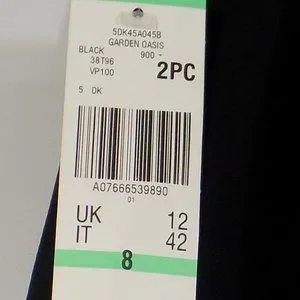 5DK45A045B
GARDEN OASIS
BLACK 900 -
38T96
VP100 2PC
5 DK
A07666539890
01
UK 12
IT 42
8